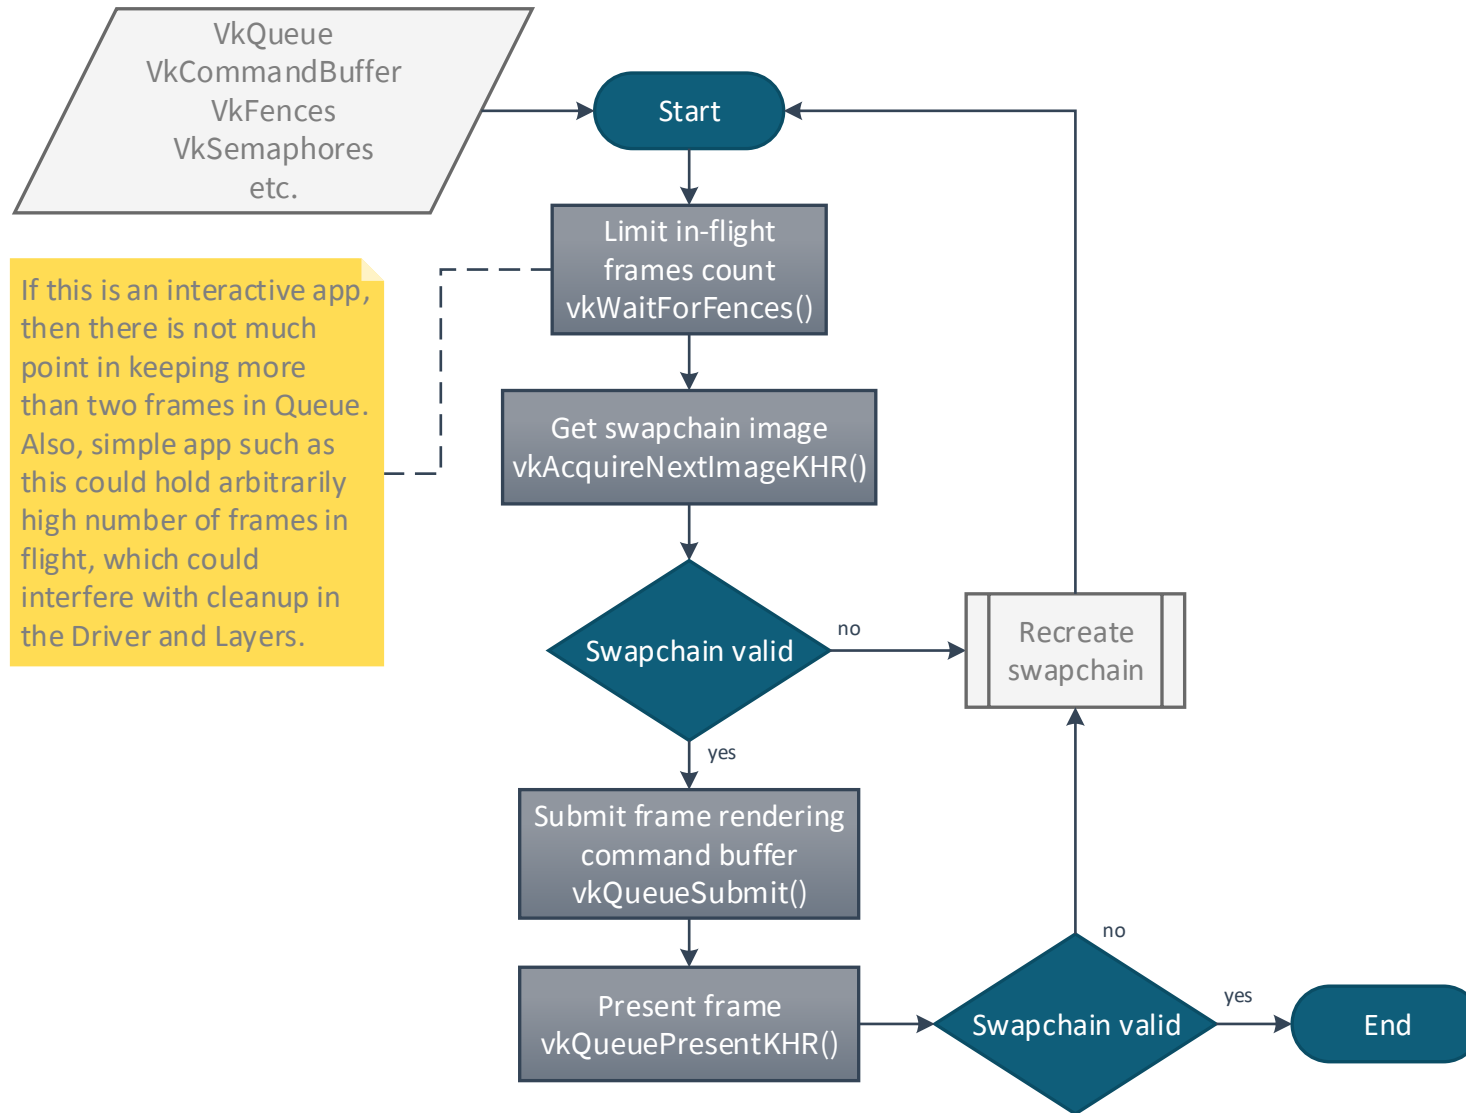 VkQueue
VkCommandBuffer
VkFences
VkSemaphores
etc.
Start
Limit in-flight
frames count
vkWaitForFences()
If this is an interactive app,
then there is not much
point in keeping more
than two frames in Queue.
Also, simple app such as
this could hold arbitrarily
high number of frames in
flight, which could
interfere with cleanup in
the Driver and Layers.
Get swapchain image
vkAcquireNextImageKHR()
Swapchain valid
no
Recreate
swapchain
yes
Submit frame rendering
command buffer
vkQueueSubmit()
Present frame
vkQueuePresentKHR()
Swapchain valid
no
yes
End